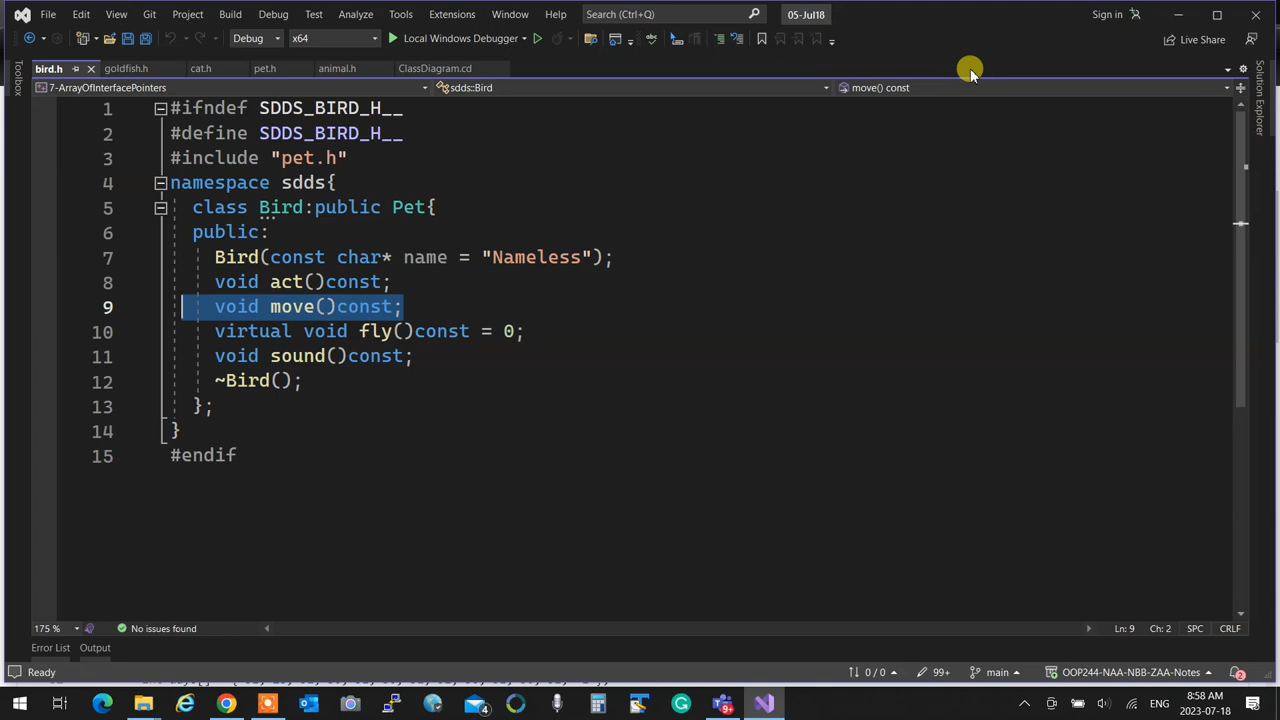 File Edit View Git Project Build Debug Test Analyze Tools Extensions Window Help Search (Ctrl+Q) 05-Jul18 Sign in
Debug x64 Local Windows Debugger Live Share
bird.h goldfish.h cat.h pet.h animal.h ClassDiagram.cd
Toolbox
Solution Explorer
7-ArrayOfInterfacePointers sdds::Bird move() const
1 #ifndef SDDS_BIRD_H__
2 #define SDDS_BIRD_H__
3 #include "pet.h"
4 namespace sdds{
5 class Bird:public Pet{
6 public:
7 Bird(const char* name = "Nameless");
8 void act()const;
9 void move()const;
10 virtual void fly()const = 0;
11 void sound()const;
12 ~Bird();
13 };
14 }
15 #endif
175 % No issues found Ln: 9 Ch: 2 SPC CRLF
Error List Output
Ready 0 / 0 99+ main OOP244-NAA-NBB-ZAA-Notes 2
4 9+ ENG 8:58 AM
2023-07-18